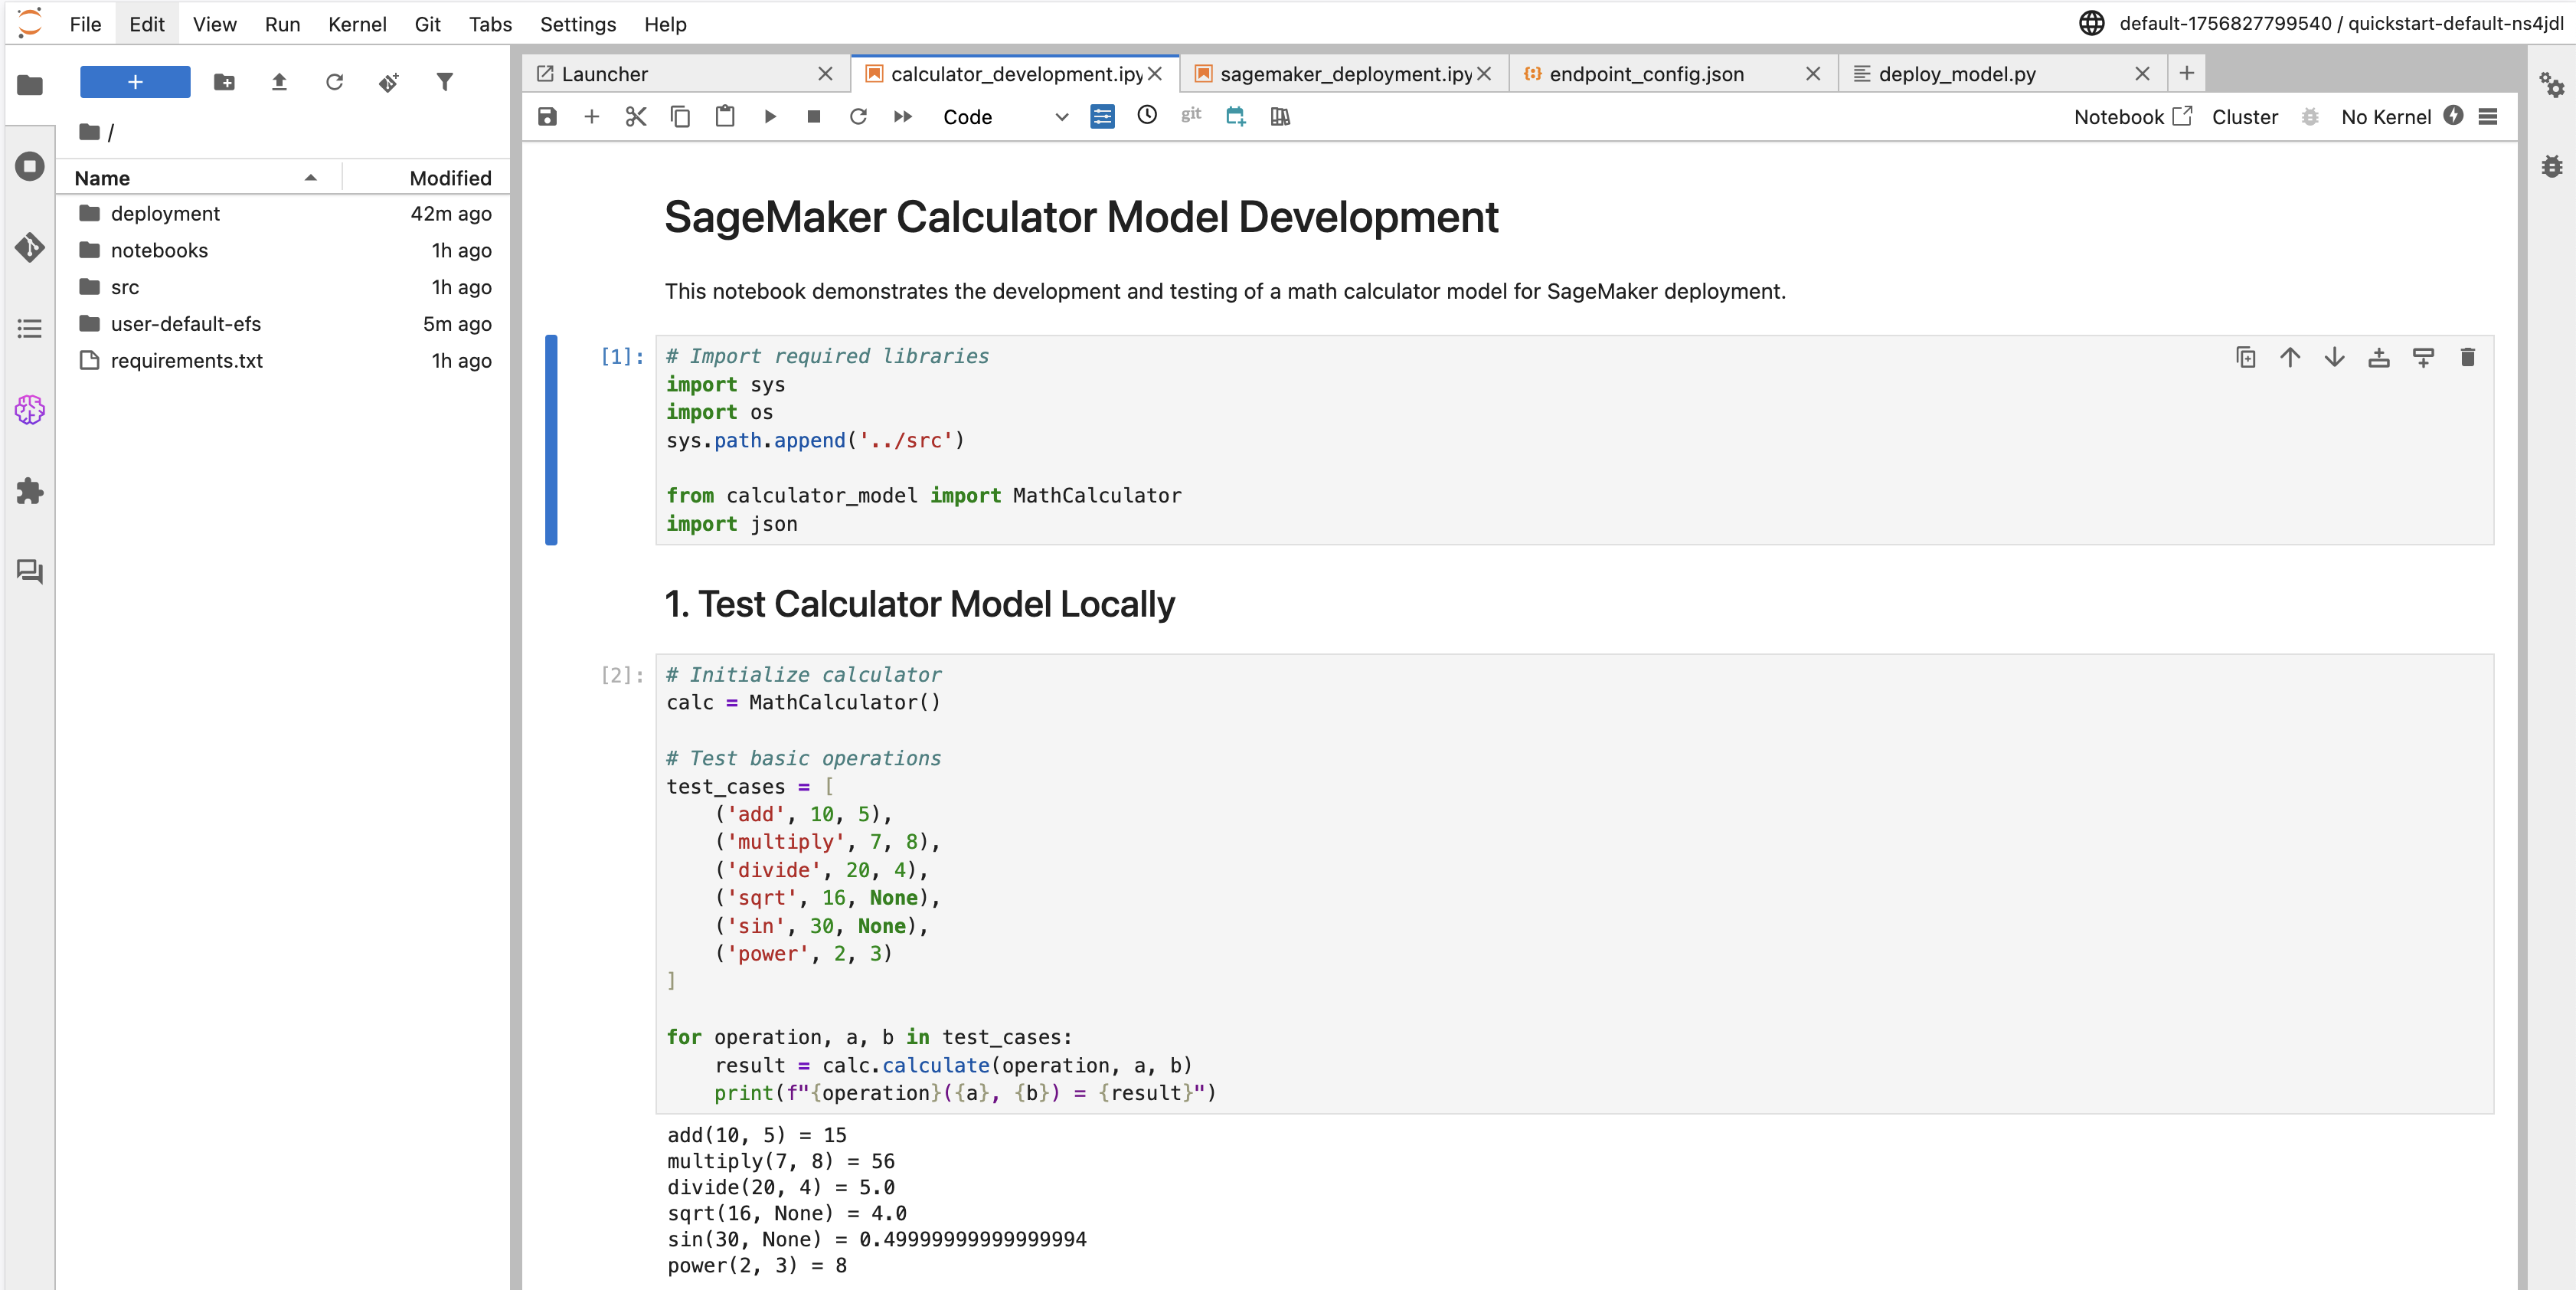 File Edit View Run Kernel Git Tabs Settings Help
default-1756827799540 / quickstart-default-ns4jdl
+
/
Name Modified
deployment 42m ago
notebooks 1h ago
src 1h ago
user-default-efs 5m ago
requirements.txt 1h ago
Launcher calculator_development.ipy sagemaker_deployment.ipy endpoint_config.json deploy_model.py +
Code git Notebook Cluster No Kernel
SageMaker Calculator Model Development
This notebook demonstrates the development and testing of a math calculator model for SageMaker deployment.
[1]: # Import required libraries
import sys
import os
sys.path.append('../src')
from calculator_model import MathCalculator
import json
1. Test Calculator Model Locally
[2]: # Initialize calculator
calc = MathCalculator()
# Test basic operations
test_cases = [
    ('add', 10, 5),
    ('multiply', 7, 8),
    ('divide', 20, 4),
    ('sqrt', 16, None),
    ('sin', 30, None),
    ('power', 2, 3)
]
for operation, a, b in test_cases:
    result = calc.calculate(operation, a, b)
    print(f"{operation}({a}, {b}) = {result}")
add(10, 5) = 15
multiply(7, 8) = 56
divide(20, 4) = 5.0
sqrt(16, None) = 4.0
sin(30, None) = 0.49999999999999994
power(2, 3) = 8